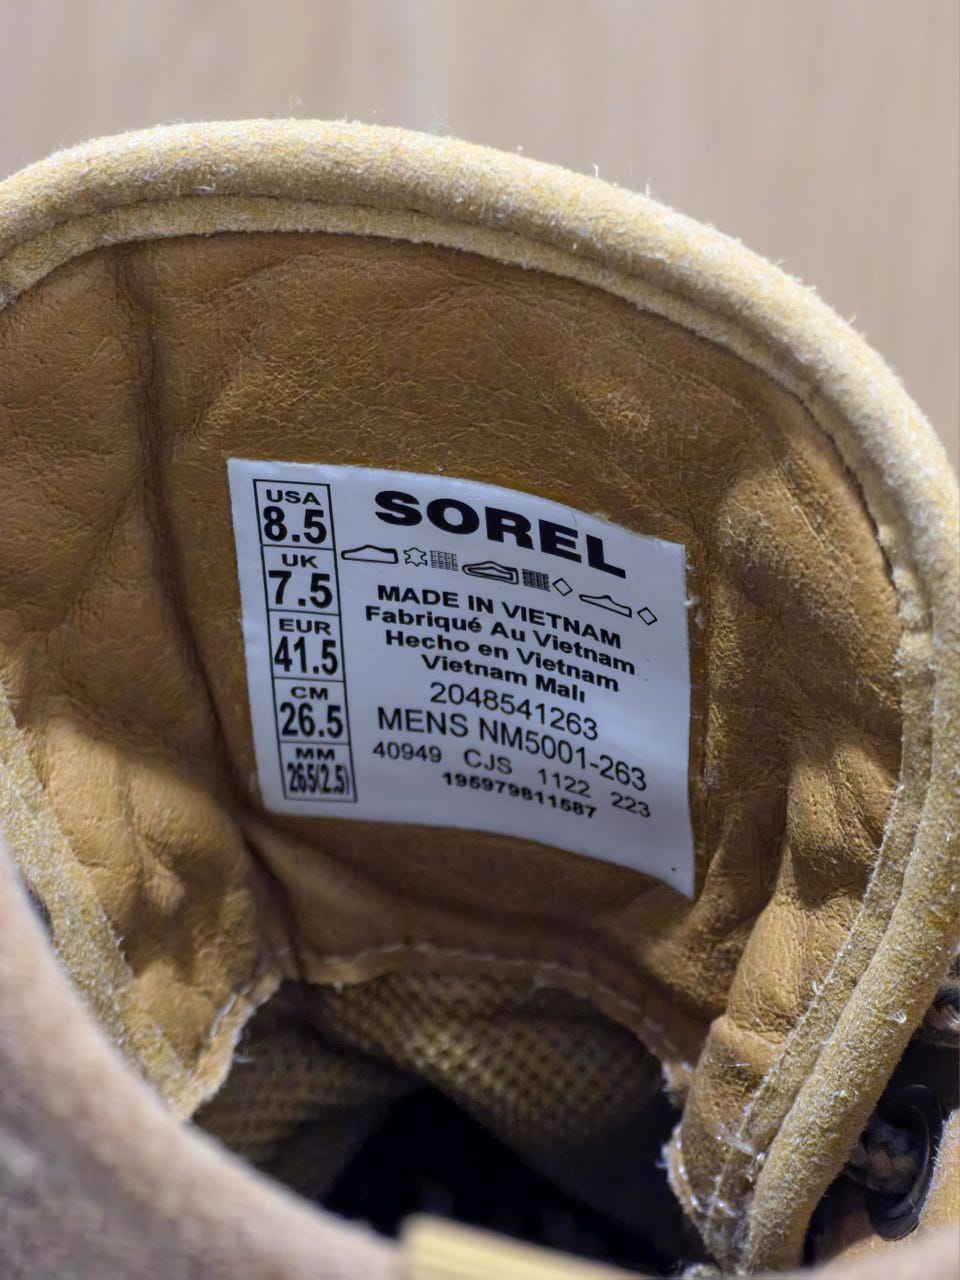 USA
8.5
UK
7.5
EUR
41.5
CM
26.5
MM
265(2.5)
SOREL
MADE IN VIETNAM
Fabriqué Au Vietnam
Hecho en Vietnam
Vietnam Malı
2048541263
MENS NM5001-263
40949 CJS 1122 223
195979811587